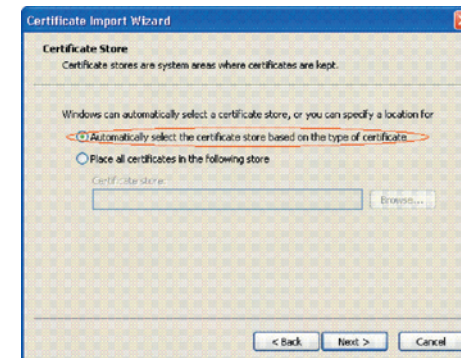 Certificate Import Wizard
Certificate Store
Certificate stores are system areas where certificates are kept.
Windows can automatically select a certificate store, or you can specify a location for
Automatically select the certificate store based on the type of certificate
Place all certificates in the following store
Certificate store:
Browse...
< Back
Next >
Cancel